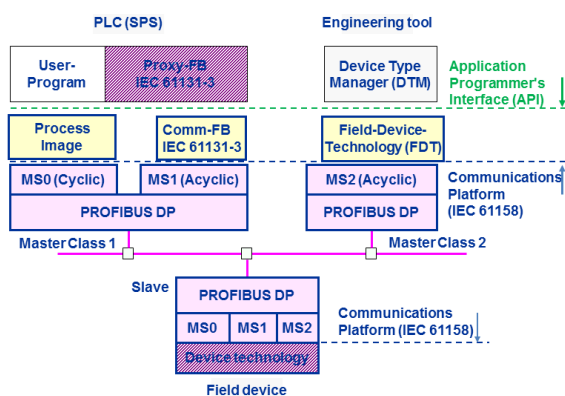 PLC (SPS)
Engineering tool
User-
Program
Proxy-FB
IEC 61131-3
Device Type
Manager (DTM)
Application
Programmer's
Interface (API)
Process
Image
Comm-FB
IEC 61131-3
Field-Device-
Technology (FDT)
MS0 (Cyclic)
MS1 (Acyclic)
MS2 (Acyclic)
Communications
Platform
(IEC 61158)
PROFIBUS DP
PROFIBUS DP
Master Class 1
Master Class 2
Slave
PROFIBUS DP
MS0
MS1
MS2
Communications
Platform (IEC 61158)
Device technology
Field device